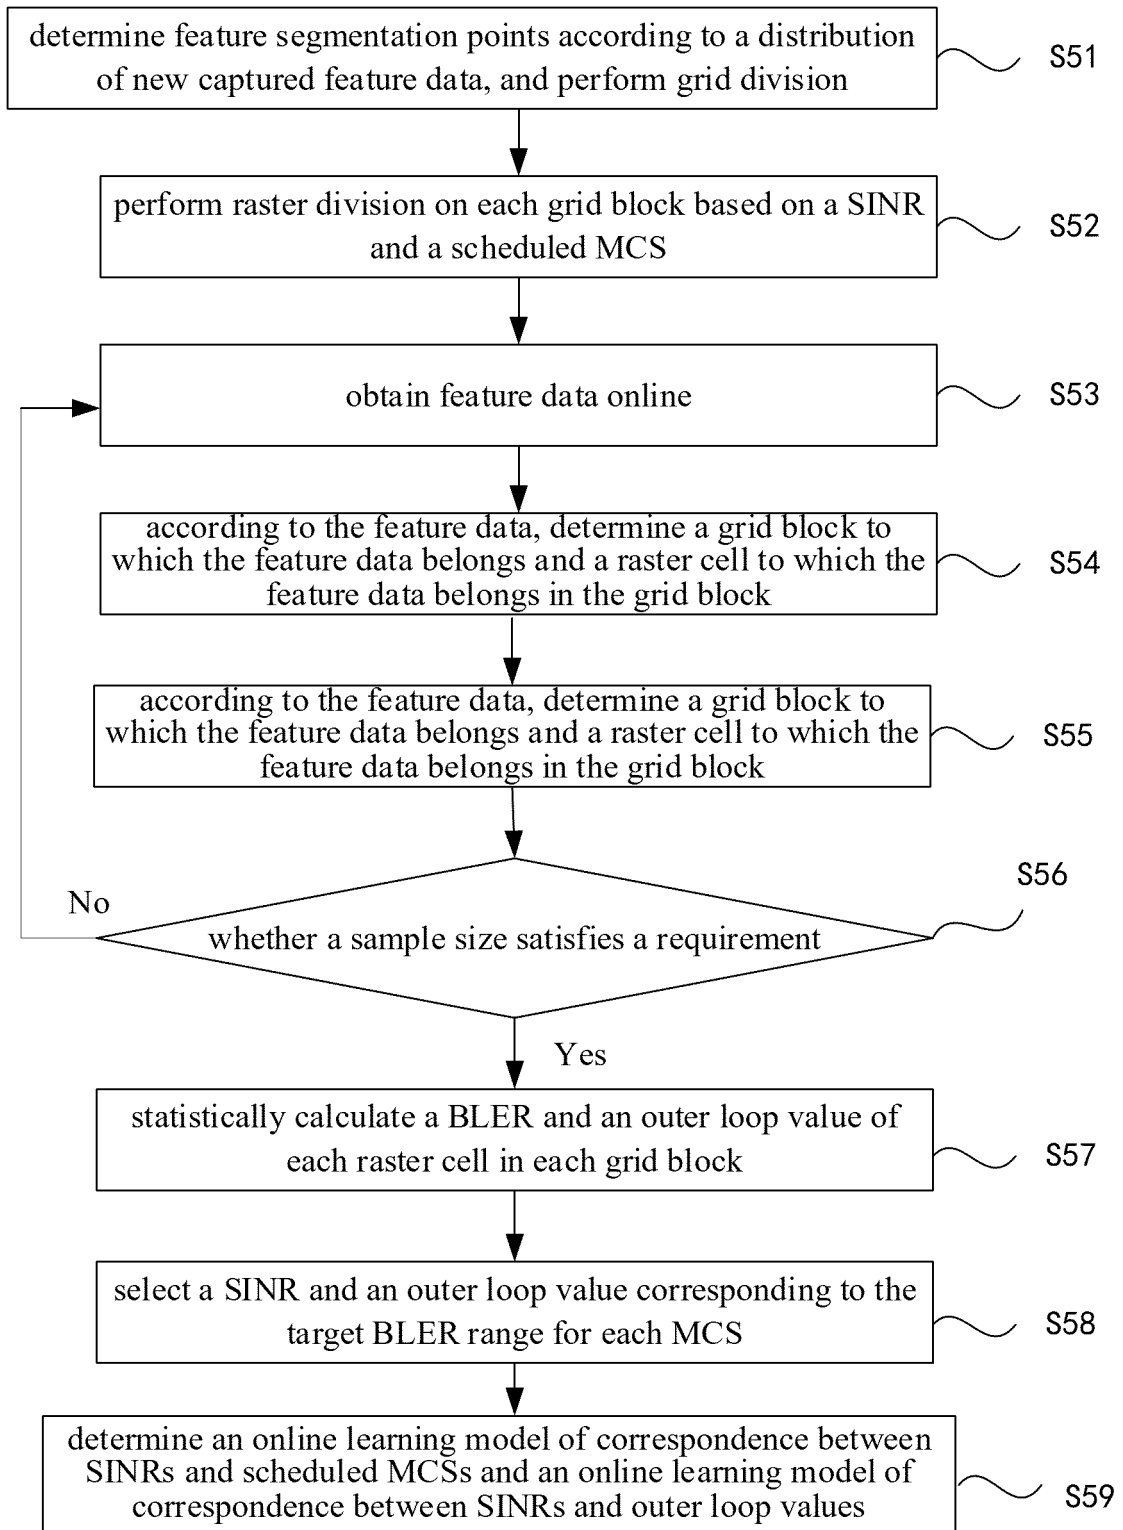 determine feature segmentation points according to a distribution
of new captured feature data, and perform grid division
S51
perform raster division on each grid block based on a SINR
and a scheduled MCS
S52
obtain feature data online
S53
according to the feature data, determine a grid block to
which the feature data belongs and a raster cell to which the
feature data belongs in the grid block
S54
according to the feature data, determine a grid block to
which the feature data belongs and a raster cell to which the
feature data belongs in the grid block
S55
S56
No
whether a sample size satisfies a requirement
Yes
statistically calculate a BLER and an outer loop value of
each raster cell in each grid block
S57
select a SINR and an outer loop value corresponding to the
target BLER range for each MCS
S58
determine an online learning model of correspondence between
SINRs and scheduled MCSs and an online learning model of
correspondence between SINRs and outer loop values
S59